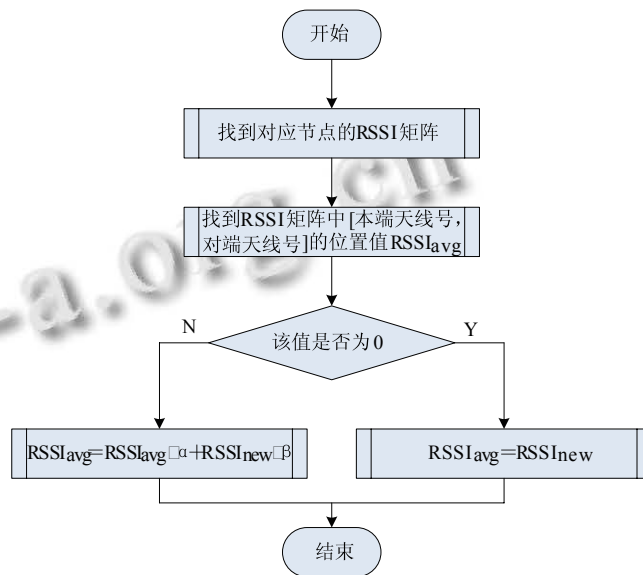 开始
找到对应节点的RSSI矩阵
找到RSSI矩阵中[本端天线号,
对端天线号]的位置值RSSIavg
该值是否为0
N
Y
RSSIavg=RSSIavg□α+RSSInew□β
RSSIavg=RSSInew
结束
-a.org.cn